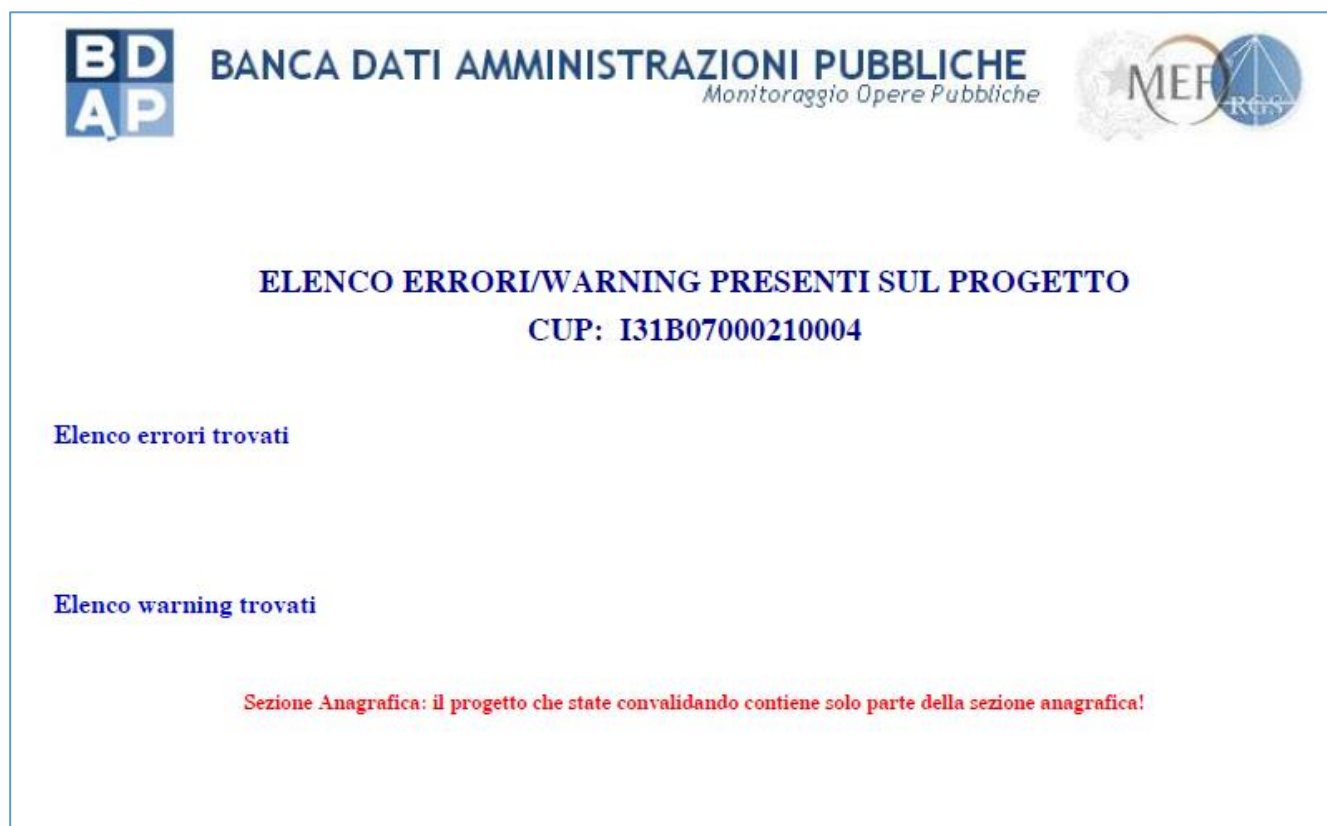 BD
AP
BANCA DATI AMMINISTRAZIONI PUBBLICHE
Monitoraggio Opere Pubbliche
MEF
RGS
ELENCO ERRORI/WARNING PRESENTI SUL PROGETTO
CUP: I31B07000210004
Elenco errori trovati
Elenco warning trovati
Sezione Anagrafica: il progetto che state convalidando contiene solo parte della sezione anagrafica!